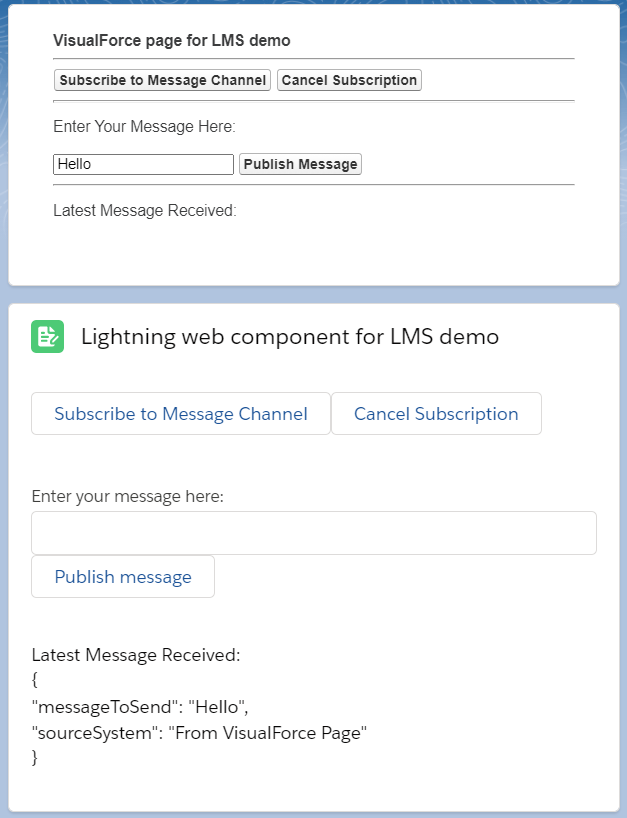 VisualForce page for LMS demo
Subscribe to Message Channel Cancel Subscription
Enter Your Message Here:
Hello Publish Message
Latest Message Received:
Lightning web component for LMS demo
Subscribe to Message Channel Cancel Subscription
Enter your message here:
Publish message
Latest Message Received:
{
"messageToSend": "Hello",
"sourceSystem": "From VisualForce Page"
}